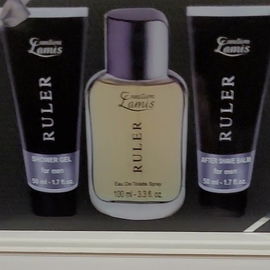 Creation
Lamis
RULER
SHOWER GEL
for men
50 ml - 1.7 fl. oz.
Creation
Lamis
RULER
Eau De Toilette Spray
100 ml - 3.3 fl. oz.
Creation
Lamis
RULER
AFTER SHAVE BALM
for men
50 ml - 1.7 fl. oz.